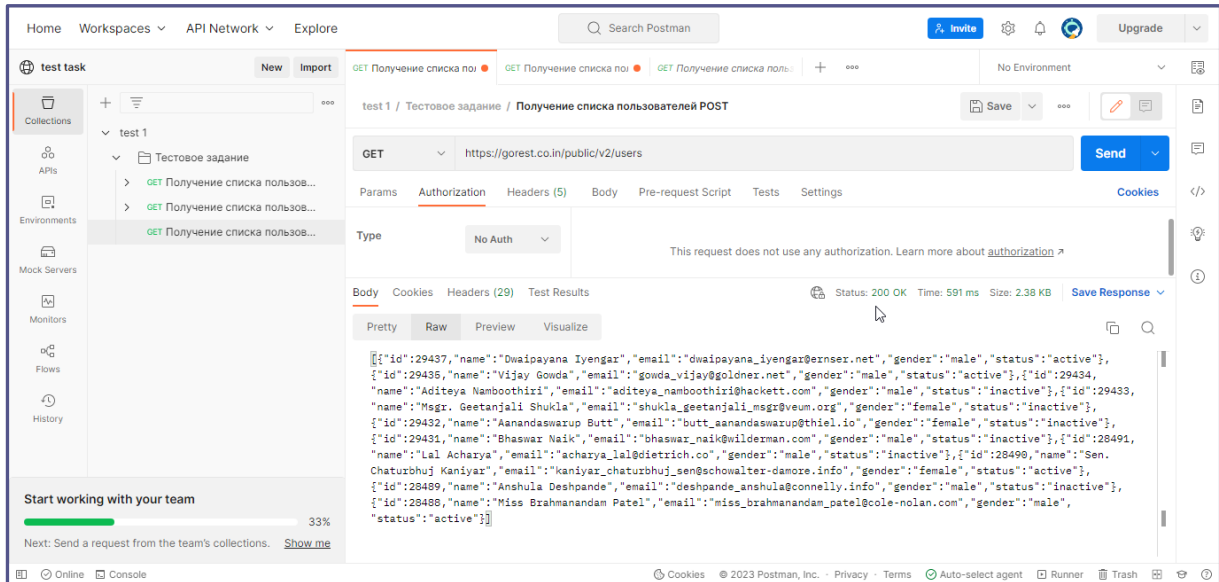 Home Workspaces API Network Explore Search Postman Invite Upgrade
test task New Import GET Получение списка пол GET Получение списка пол GET Получение списка поль No Environment
Collections
APIs
Environments
Mock Servers
Monitors
Flows
History
test 1
Тестовое задание
GET Получение списка пользов...
GET Получение списка пользов...
GET Получение списка пользов...
Start working with your team
33%
Next: Send a request from the team's collections. Show me
test 1 / Тестовое задание / Получение списка пользователей POST Save
GET https://gorest.co.in/public/v2/users Send
Params Authorization Headers (5) Body Pre-request Script Tests Settings Cookies
Type No Auth This request does not use any authorization. Learn more about authorization
Body Cookies Headers (29) Test Results Status: 200 OK Time: 591 ms Size: 2.38 KB Save Response
Pretty Raw Preview Visualize
[{"id":29437,"name":"Dwaipayana Iyengar","email":"dwaipayana_iyengar@ernser.net","gender":"male","status":"active"},
{"id":29435,"name":"Vijay Gowda","email":"gowda_vijay@goldner.net","gender":"male","status":"active"},{"id":29434,
"name":"Aditeya Namboothiri","email":"aditeya_namboothiri@hackett.com","gender":"male","status":"inactive"},{"id":29433,
"name":"Msgr. Geetanjali Shukla","email":"shukla_geetanjali_msgr@veum.org","gender":"female","status":"inactive"},
{"id":29432,"name":"Aanandaswarup Butt","email":"butt_aanandaswarup@thiel.io","gender":"female","status":"inactive"},
{"id":29431,"name":"Bhaswar Naik","email":"bhaswar_naik@wilderman.com","gender":"male","status":"inactive"},{"id":28491,
"name":"Lal Acharya","email":"acharya_lal@dietrich.co","gender":"male","status":"inactive"},{"id":28490,"name":"Sen.
Chaturbhuj Kaniyar","email":"kaniyar_chaturbhuj_sen@schowalter-damore.info","gender":"female","status":"active"},
{"id":28489,"name":"Anshula Deshpande","email":"deshpande_anshula@connelly.info","gender":"male","status":"inactive"},
{"id":28488,"name":"Miss Brahmanandam Patel","email":"miss_brahmanandam_patel@cole-nolan.com","gender":"male",
"status":"active"}]
Online Console Cookies © 2023 Postman, Inc. · Privacy · Terms Auto-select agent Runner Trash